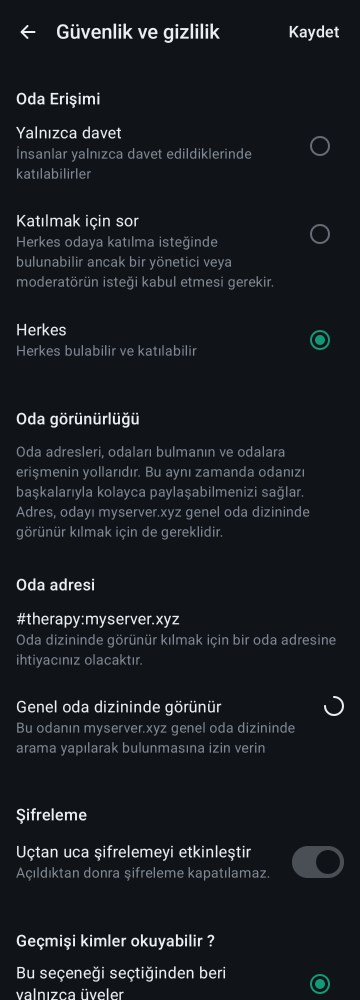 Güvenlik ve gizlilik
Kaydet
Oda Erişimi
Yalnızca davet
İnsanlar yalnızca davet edildiklerinde
katılabilirler
Katılmak için sor
Herkes odaya katılma isteğinde
bulunabilir ancak bir yönetici veya
moderatörün isteği kabul etmesi gerekir.
Herkes
Herkes bulabilir ve katılabilir
Oda görünürlüğü
Oda adresleri, odaları bulmanın ve odalara
erişmenin yollarıdır. Bu aynı zamanda odanızı
başkalarıyla kolayca paylaşabilmenizi sağlar.
Adres, odayı myserver.xyz genel oda dizininde
görünür kılmak için de gereklidir.
Oda adresi
#therapy:myserver.xyz
Oda dizininde görünür kılmak için bir oda adresine
ihtiyacınız olacaktır.
Genel oda dizininde görünür
Bu odanın myserver.xyz genel oda dizininde
arama yapılarak bulunmasına izin verin
Şifreleme
Uçtan uca şifrelemeyi etkinleştir
Açıldıktan donra şifreleme kapatılamaz.
Geçmişi kimler okuyabilir ?
Bu seçeneği seçtiğinden beri
yalnızca üyeler